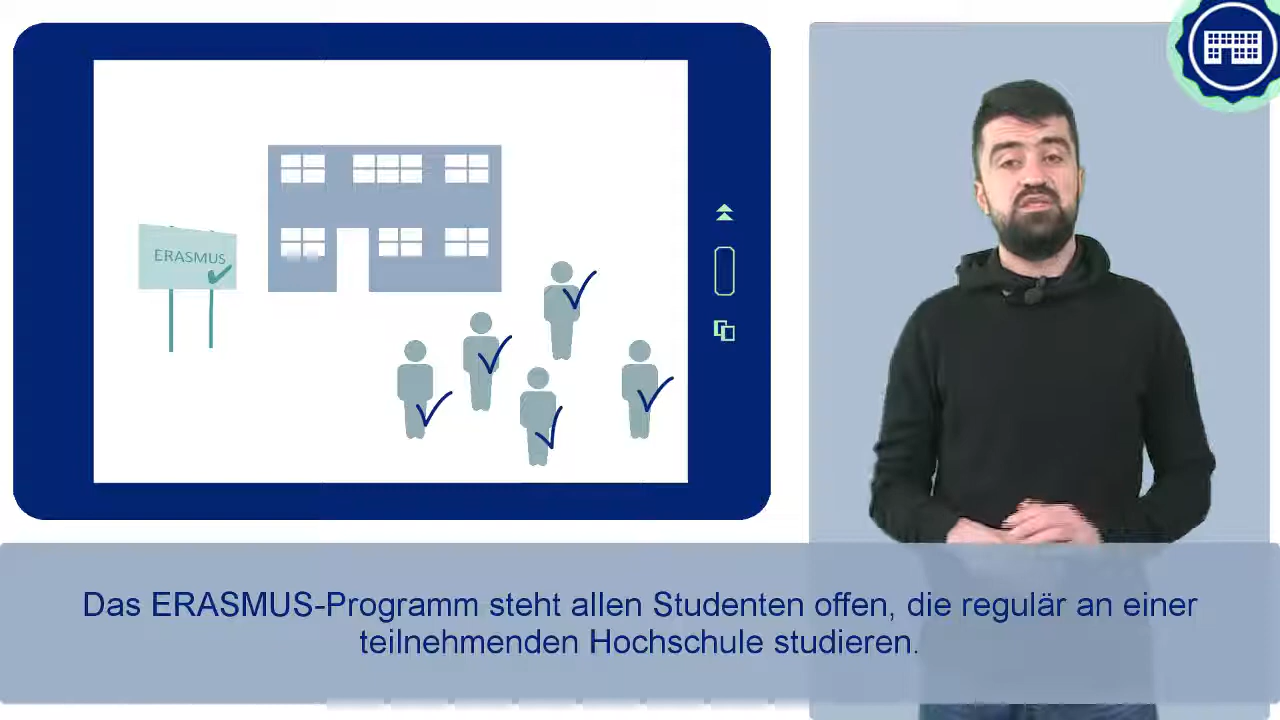 ERASMUS
Das ERASMUS-Programm steht allen Studenten offen, die regulär an einer
teilnehmenden Hochschule studieren.